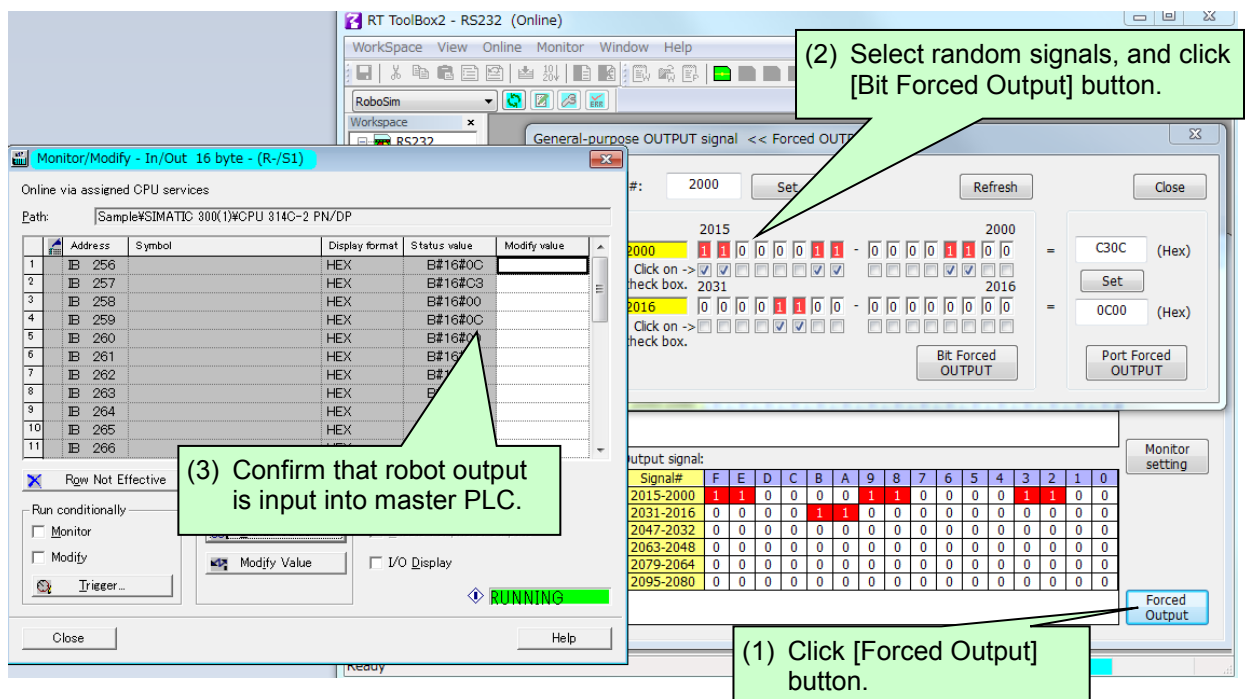 RT ToolBox2 - RS232 (Online)
WorkSpace View Online Monitor Window Help
RoboSim
Workspace x
RS232
(2) Select random signals, and click
[Bit Forced Output] button.
General-purpose OUTPUT signal << Forced OUTP
#: 2000 Set Refresh Close
2015 2000
2000 1 1 0 0 0 0 1 1 - 0 0 0 0 1 1 0 0 = C30C (Hex)
Click on ->
check box.
Set
2031 2016
2016 0 0 0 0 1 1 0 0 - 0 0 0 0 0 0 0 0 = 0C00 (Hex)
Click on ->
check box.
Bit Forced
OUTPUT
Port Forced
OUTPUT
Monitor/Modify - In/Out 16 byte - (R-/S1)
Online via assigned CPU services
Path: Sample¥SIMATIC 300(1)¥CPU 314C-2 PN/DP
Address Symbol Display format Status value Modify value
1 IB 256 HEX B#16#0C
2 IB 257 HEX B#16#C3
3 IB 258 HEX B#16#00
4 IB 259 HEX B#16#0C
5 IB 260 HEX
6 IB 261 HEX
7 IB 262 HEX
8 IB 263 HEX
9 IB 264 HEX
10 IB 265 HEX
11 IB 266
(3) Confirm that robot output
is input into master PLC.
Row Not Effective
Run conditionally
Monitor
Modify
Trigger...
Modify Value
I/O Display
RUNNING
Close Help
Output signal:
Monitor
setting
Signal# F E D C B A 9 8 7 6 5 4 3 2 1 0
2015-2000 1 1 0 0 0 0 1 1 0 0 0 0 1 1 0 0
2031-2016 0 0 0 0 1 1 0 0 0 0 0 0 0 0 0 0
2047-2032 0 0 0 0 0 0 0 0 0 0 0 0 0 0 0 0
2063-2048 0 0 0 0 0 0 0 0 0 0 0 0 0 0 0 0
2079-2064 0 0 0 0 0 0 0 0 0 0 0 0 0 0 0 0
2095-2080 0 0 0 0 0 0 0 0 0 0 0 0 0 0 0 0
Forced
Output
(1) Click [Forced Output]
button.
Ready